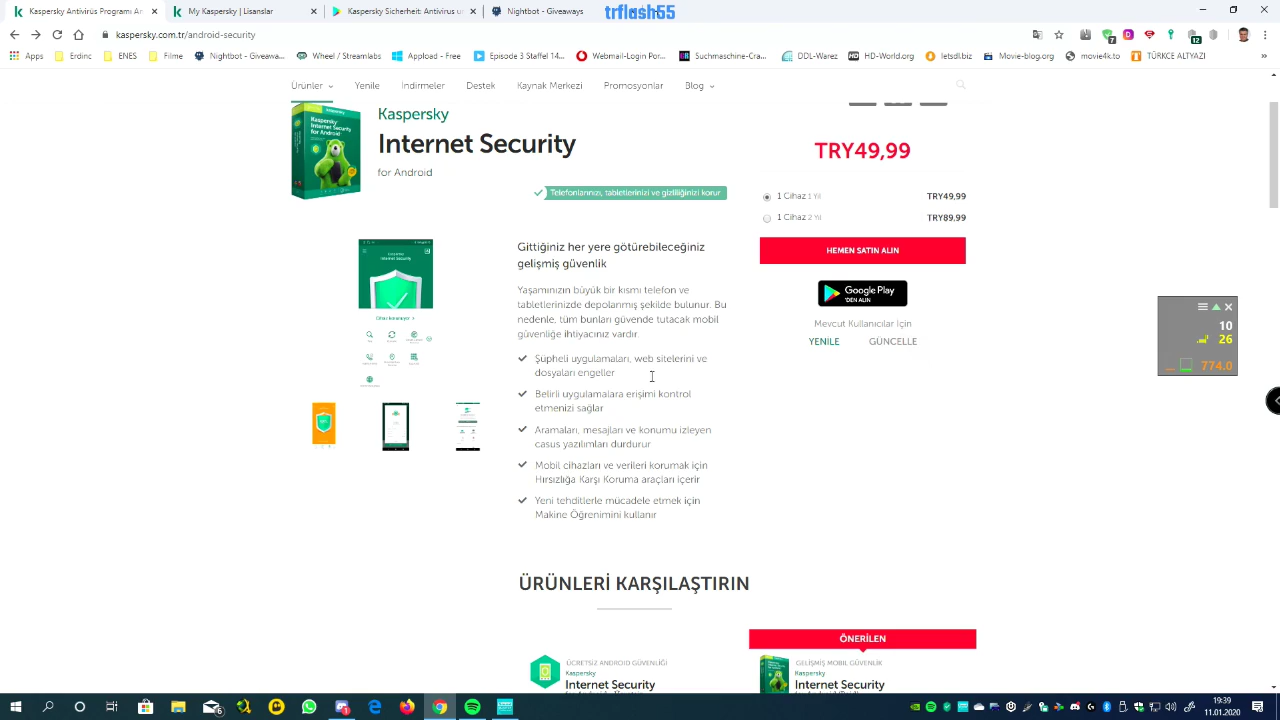 Kaspersky Antivirüs Programı Ar
My Kaspersky | Lisanslar
Kaspersky Sicherheit: Antivirus u
Nightbot - Giveaways
trflash55
kaspersky.com.tr/android-security
Apps
Erdinc
ENES
Filme
Nightbot - Giveawa...
Wheel / Streamlabs
Appload - Free
Episode 3 Staffel 14...
Webmail-Login Por...
Suchmaschine-Cra...
DDL-Warez
HD-World.org
letsdl.biz
Movie-blog.org
movie4k.to
TÜRKCE ALTYAZI
Ürünler
Yenile
İndirmeler
Destek
Kaynak Merkezi
Promosyonlar
Blog
Kaspersky
Internet Security
for Android
Telefonlarınızı, tabletlerinizi ve gizliliğinizi korur
TRY49,99
1 Cihaz 1 Yıl TRY49,99
1 Cihaz 2 Yıl TRY89,99
HEMEN SATIN ALIN
Google Play
'DEN ALIN
Mevcut Kullanıcılar İçin
YENİLE GÜNCELLE
Gittiğiniz her yere götürebileceğiniz
gelişmiş güvenlik
Yaşamınızın büyük bir kısmı telefon ve
tabletlerinizde depolarmış şekilde bulunur. Bu
nedenle, tüm bunları güvende tutacak mobil
güvenliğe ihtiyacınız vardır.
Şüpheli uygulamaları, web sitelerini ve
dosyaları engeller
Belirli uygulamalara erişimi kontrol
etmenizi sağlar
Aramaları, mesajları ve konumu izleyen
casus yazılımları durdurur
Mobil cihazları ve verileri korumak için
Hırsızlığa Karşı Koruma araçları içerir
Yeni tehditlerle mücadele etmek için
Makine Öğrenimini kullanır
10
26
774.0
ÜRÜNLERİ KARŞILAŞTIRIN
ÖNERİLEN
ÜCRETSİZ ANDROID GÜVENLİĞİ
Kaspersky
Internet Security
GELİŞMİŞ MOBİL GÜVENLİK
Kaspersky
Internet Security
19:39
11.01.2020